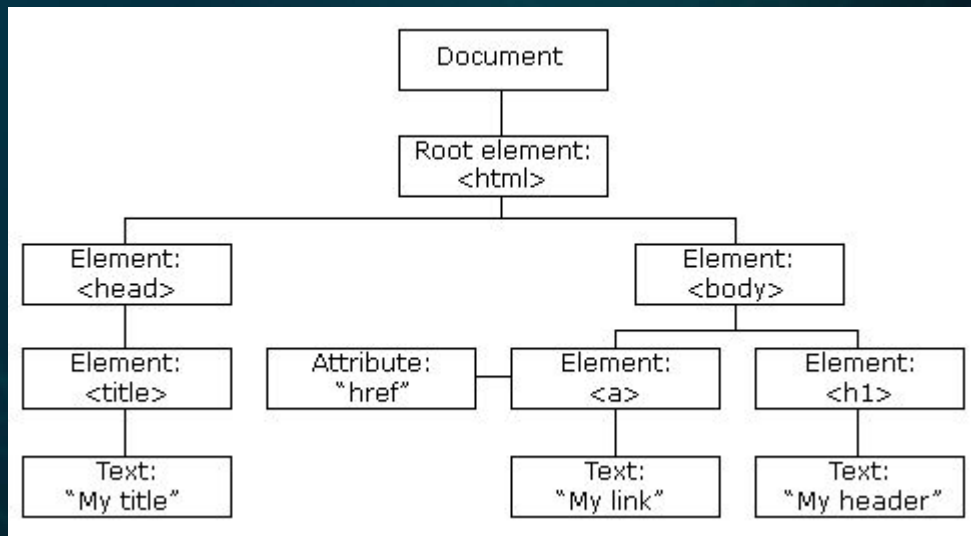 Document
Root element:
<html>
Element:
<head>
Element:
<body>
Element:
<title>
Attribute:
“href”
Element:
<a>
Element:
<h1>
Text:
“My title”
Text:
“My link”
Text:
“My header”